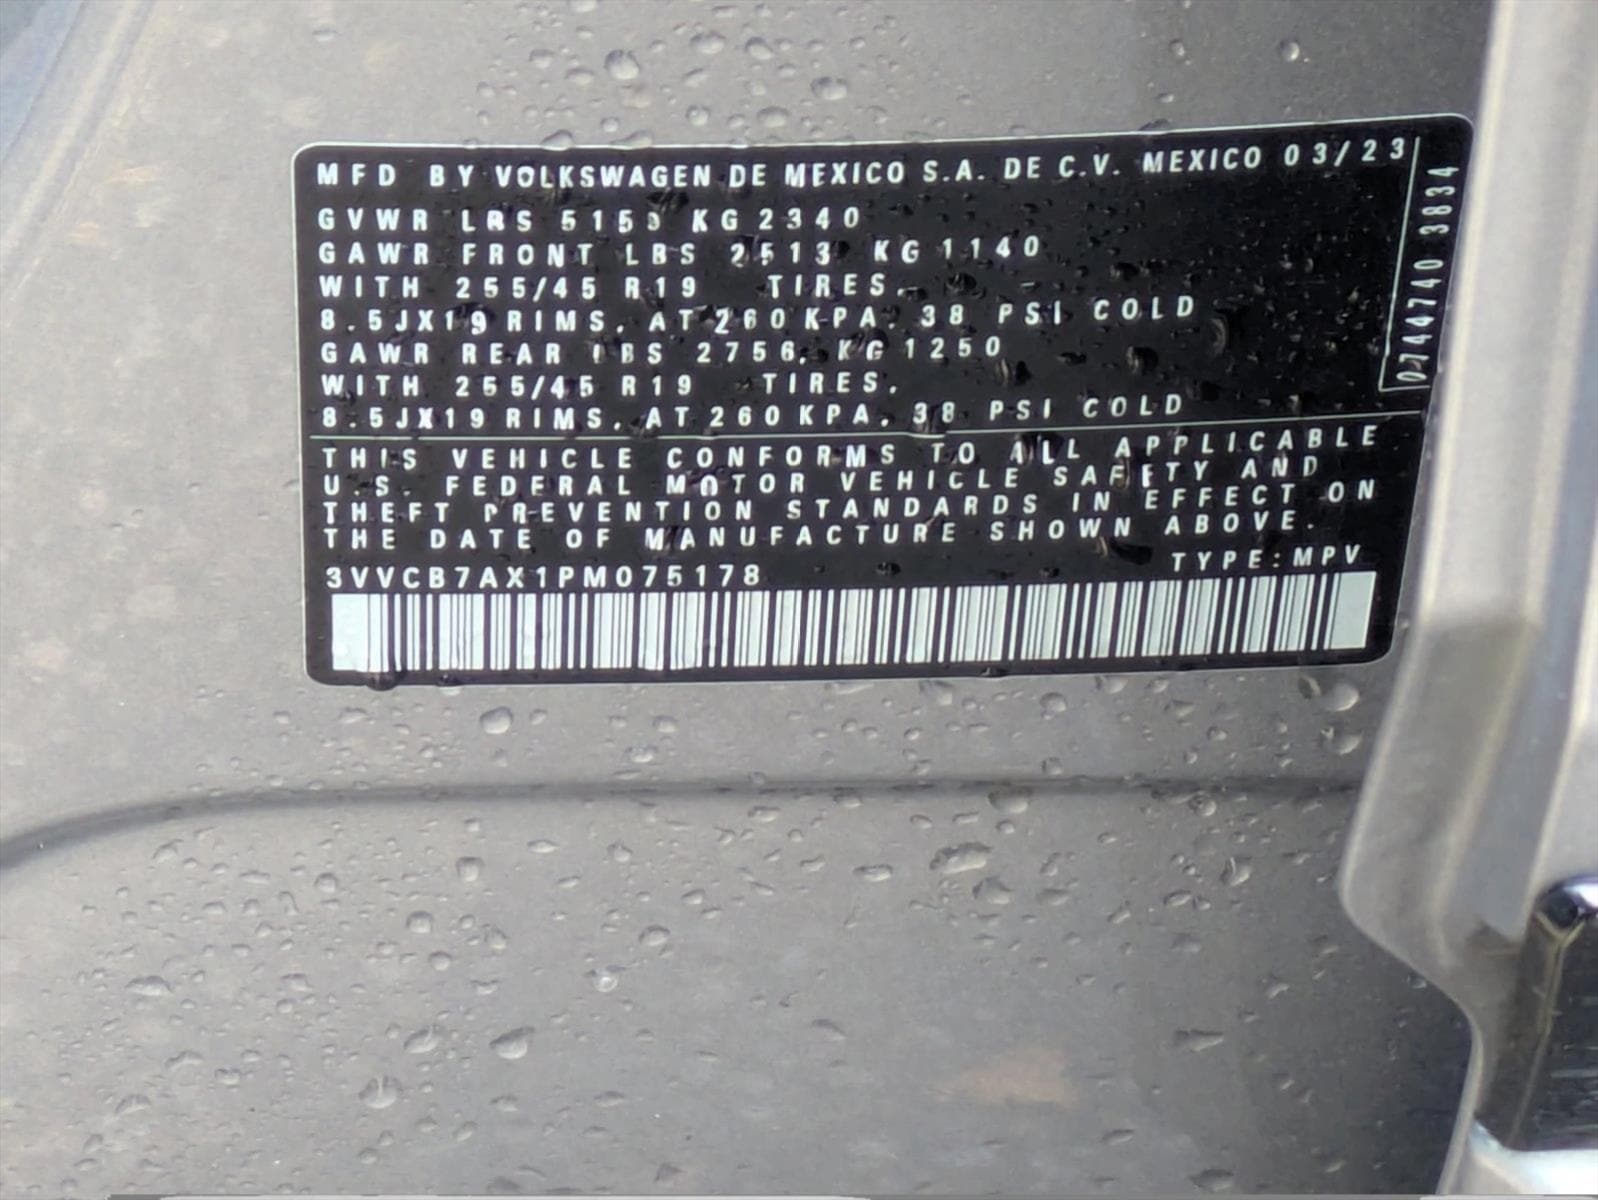 MFD BY VOLKSWAGEN DE MEXICO S.A. DE C.V. MEXICO 03/23
GVWR LBS 5159 KG 2340
GAWR FRONT LBS 2513 KG 1140
WITH 255/45 R19 TIRES.
8.5JX19 RIMS. AT 260 KPA. 38 PSI COLD
GAWR REAR LBS 2756. KG 1250
WITH 255/45 R19 TIRES.
8.5JX19 RIMS. AT 260 KPA. 38 PSI COLD
THIS VEHICLE CONFORMS TO ALL APPLICABLE
U.S. FEDERAL MOTOR VEHICLE SAFETY AND
THEFT PREVENTION STANDARDS IN EFFECT ON
THE DATE OF MANUFACTURE SHOWN ABOVE.
TYPE: MPV
3VVCB7AX1PM075178
0744740 3834